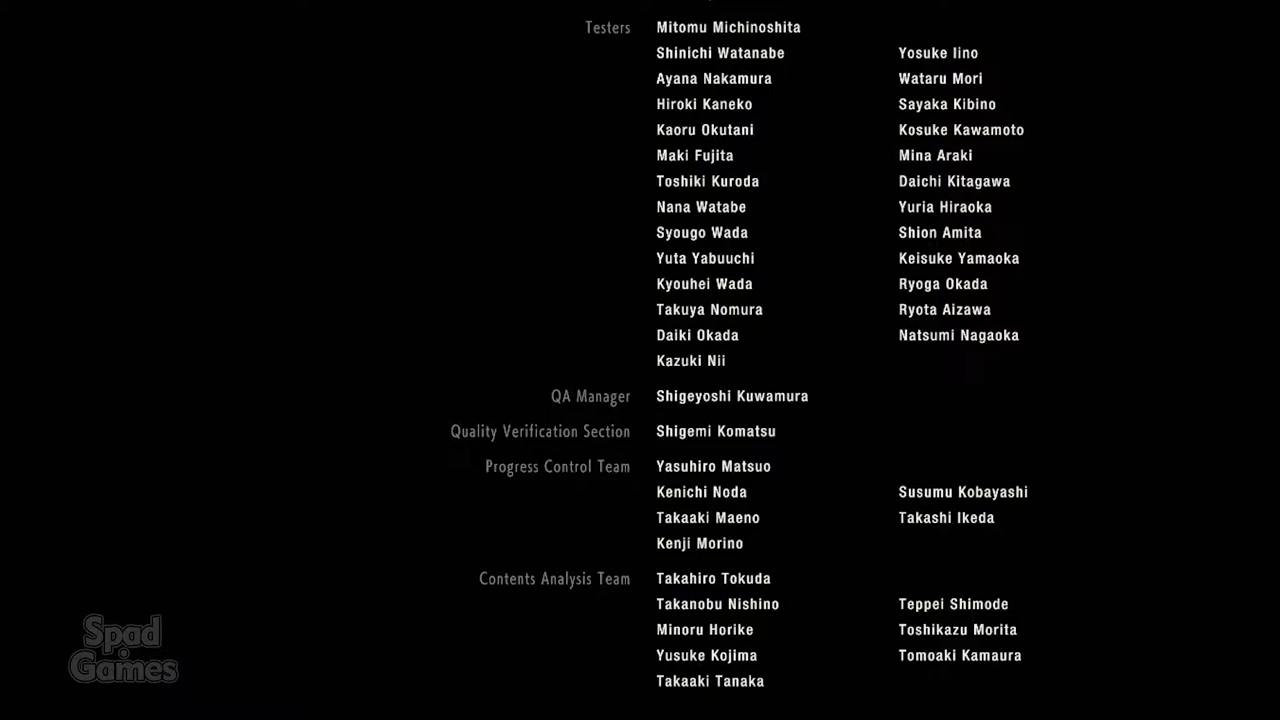 Testers Mitomu Michinoshita
Shinichi Watanabe Yosuke Iino
Ayana Nakamura Wataru Mori
Hiroki Kaneko Sayaka Kibino
Kaoru Okutani Kosuke Kawamoto
Maki Fujita Mina Araki
Toshiki Kuroda Daichi Kitagawa
Nana Watabe Yuria Hiraoka
Syougo Wada Shion Amita
Yuta Yabuuchi Keisuke Yamaoka
Kyouhei Wada Ryoga Okada
Takuya Nomura Ryota Aizawa
Daiki Okada Natsumi Nagaoka
Kazuki Nii
QA Manager Shigeyoshi Kuwamura
Quality Verification Section Shigemi Komatsu
Progress Control Team Yasuhiro Matsuo
Kenichi Noda Susumu Kobayashi
Takaaki Maeno Takashi Ikeda
Kenji Morino
Contents Analysis Team Takahiro Tokuda
Takanobu Nishino Teppei Shimode
Minoru Horike Toshikazu Morita
Yusuke Kojima Tomoaki Kamaura
Takaaki Tanaka
Spad
Games